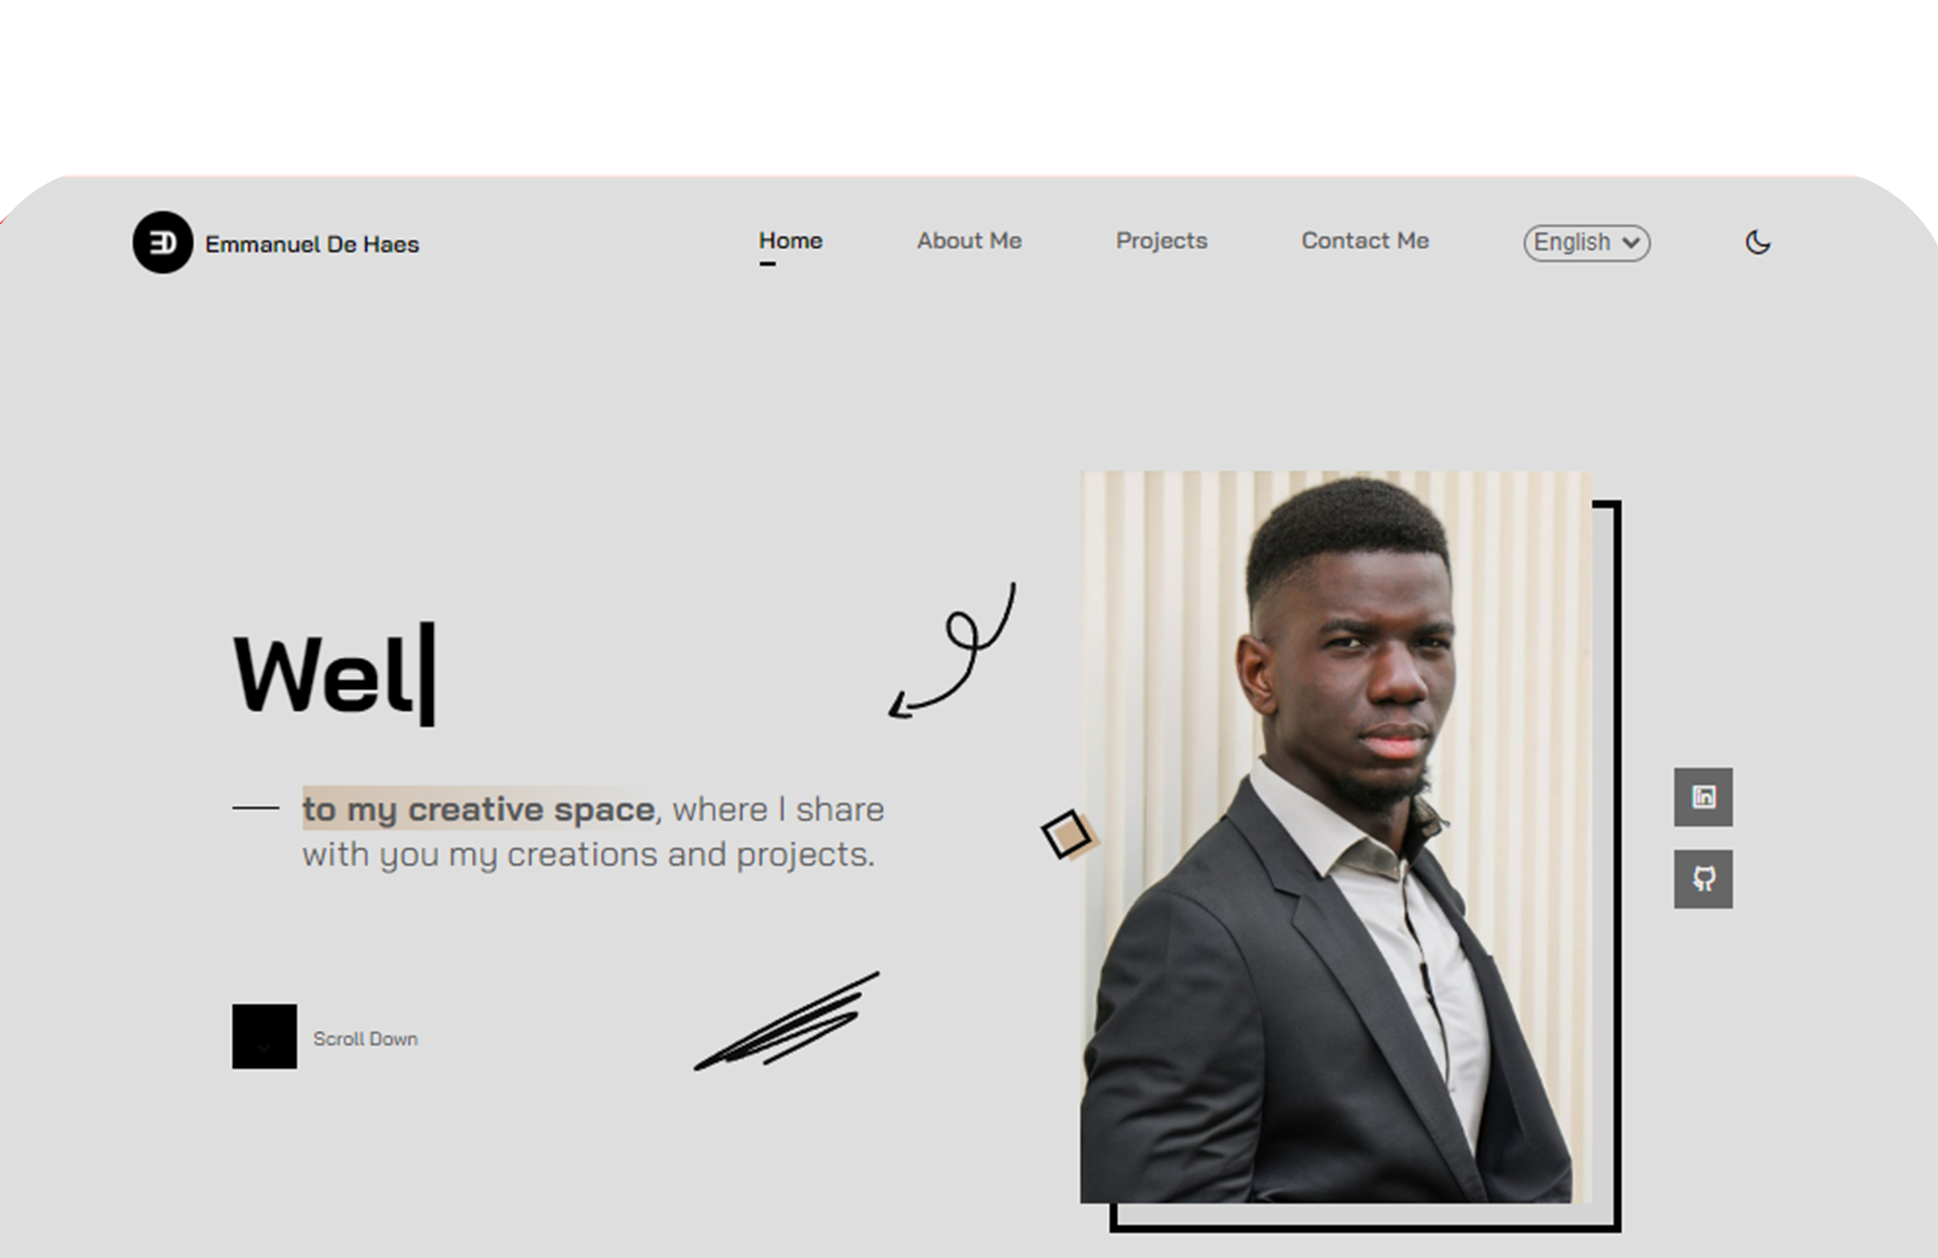 ED Emmanuel De Haes
Home
About Me
Projects
Contact Me
English
Wel
to my creative space, where I share
with you my creations and projects.
Scroll Down
in